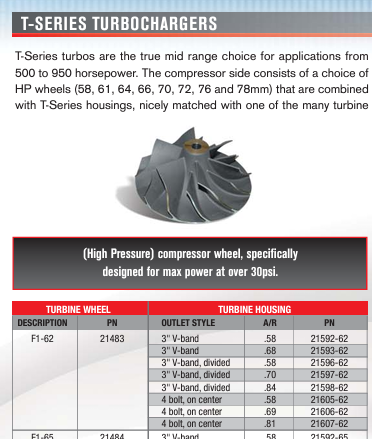 T-SERIES TURBOCHARGERS
T-Series turbos are the true mid range choice for applications from
500 to 950 horsepower. The compressor side consists of a choice of
HP wheels (58, 61, 64, 66, 70, 72, 76 and 78mm) that are combined
with T-Series housings, nicely matched with one of the many turbine
(High Pressure) compressor wheel, specifically
designed for max power at over 30psi.
TURBINE WHEEL TURBINE HOUSING
DESCRIPTION PN OUTLET STYLE A/R PN
F1-62 21483 3" V-band .58 21592-62
3" V-band .68 21593-62
3" V-band, divided .58 21596-62
3" V-band, divided .70 21597-62
3" V-band, divided .84 21598-62
4 bolt, on center .58 21605-62
4 bolt, on center .69 21606-62
4 bolt, on center .81 21607-62
F1-65 21484 3" V-band .58 21592-65